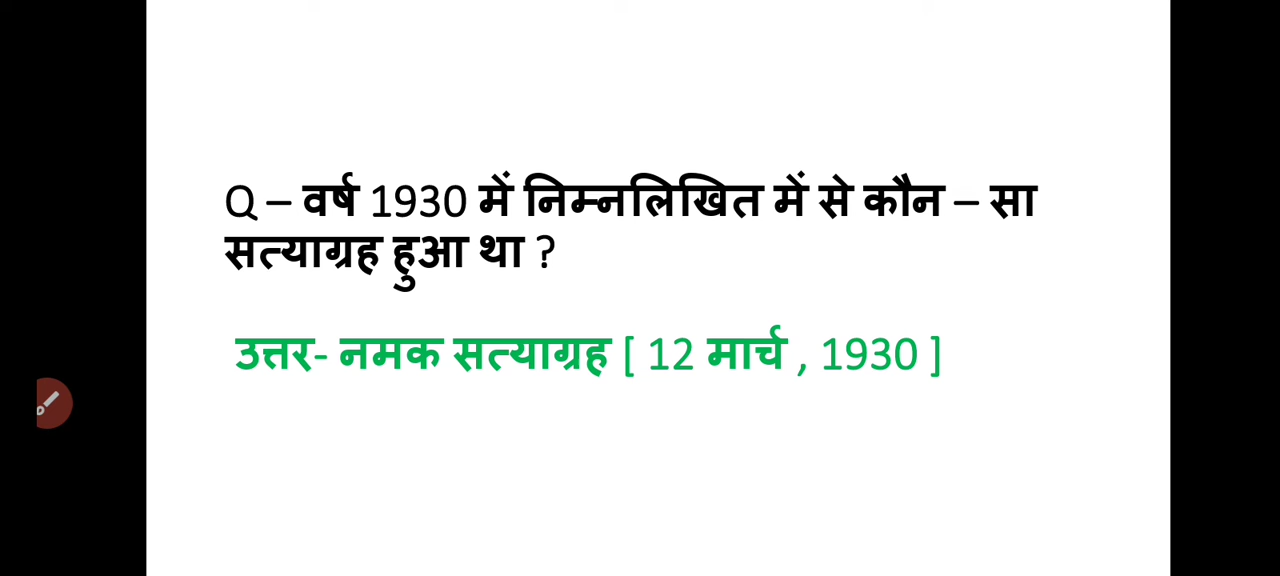 Q – वर्ष 1930 में निम्नलिखित में से कौन – सा
सत्याग्रह हुआ था ?
उत्तर- नमक सत्याग्रह [ 12 मार्च , 1930 ]